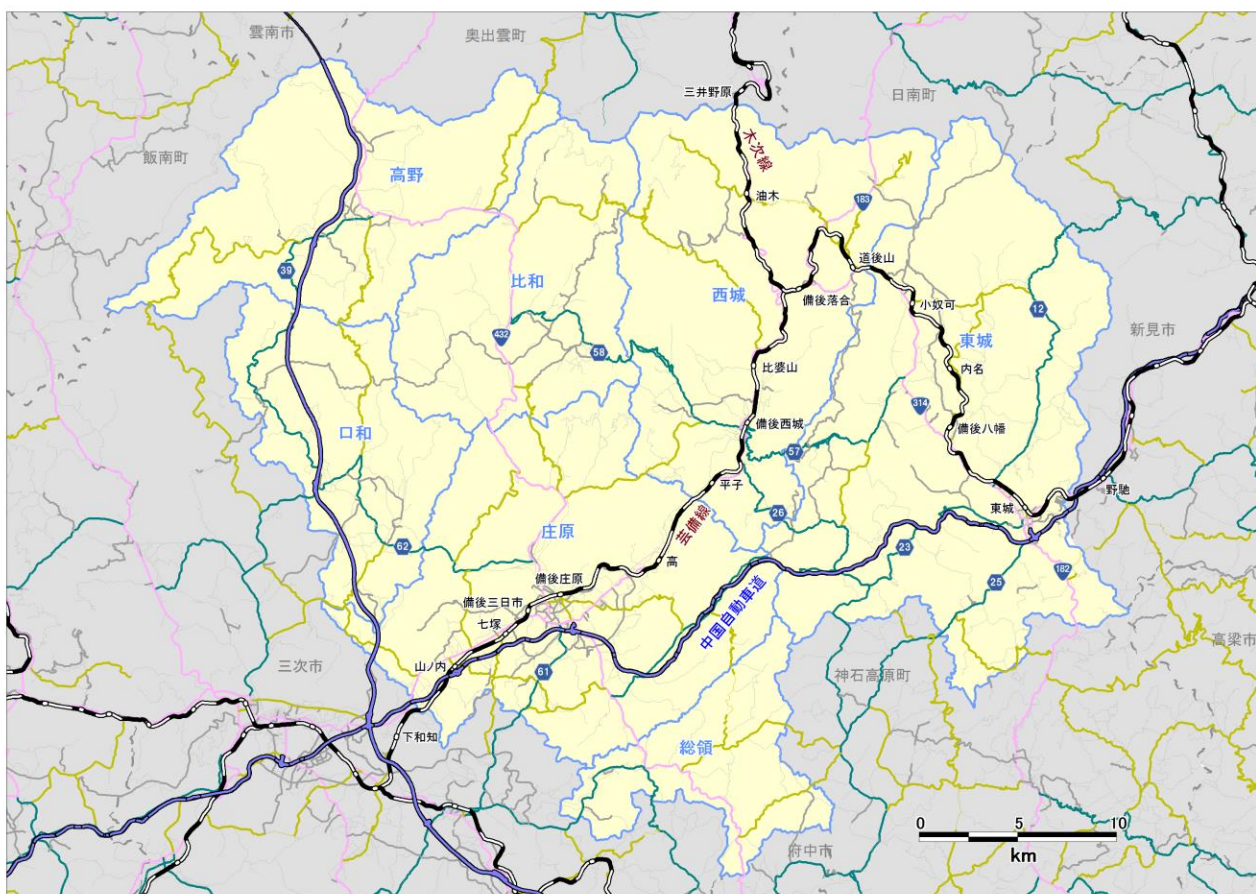 雲南市
奥出雲町
三井野原
日南町
木次線
飯南町
高野
油木
183
道後山
39
比和
西城
備後落合
小奴可
12
新見市
432
58
東城
比婆山
内名
314
口和
備後西城
備後八幡
57
平子
野馳
東城
芸備線
26
庄原
62
高
23
備後庄原
25
182
備後三日市
七塚
中国自動車道
高梁市
山ノ内
三次市
61
神石高原町
下和知
総領
0 5 10
km
府中市